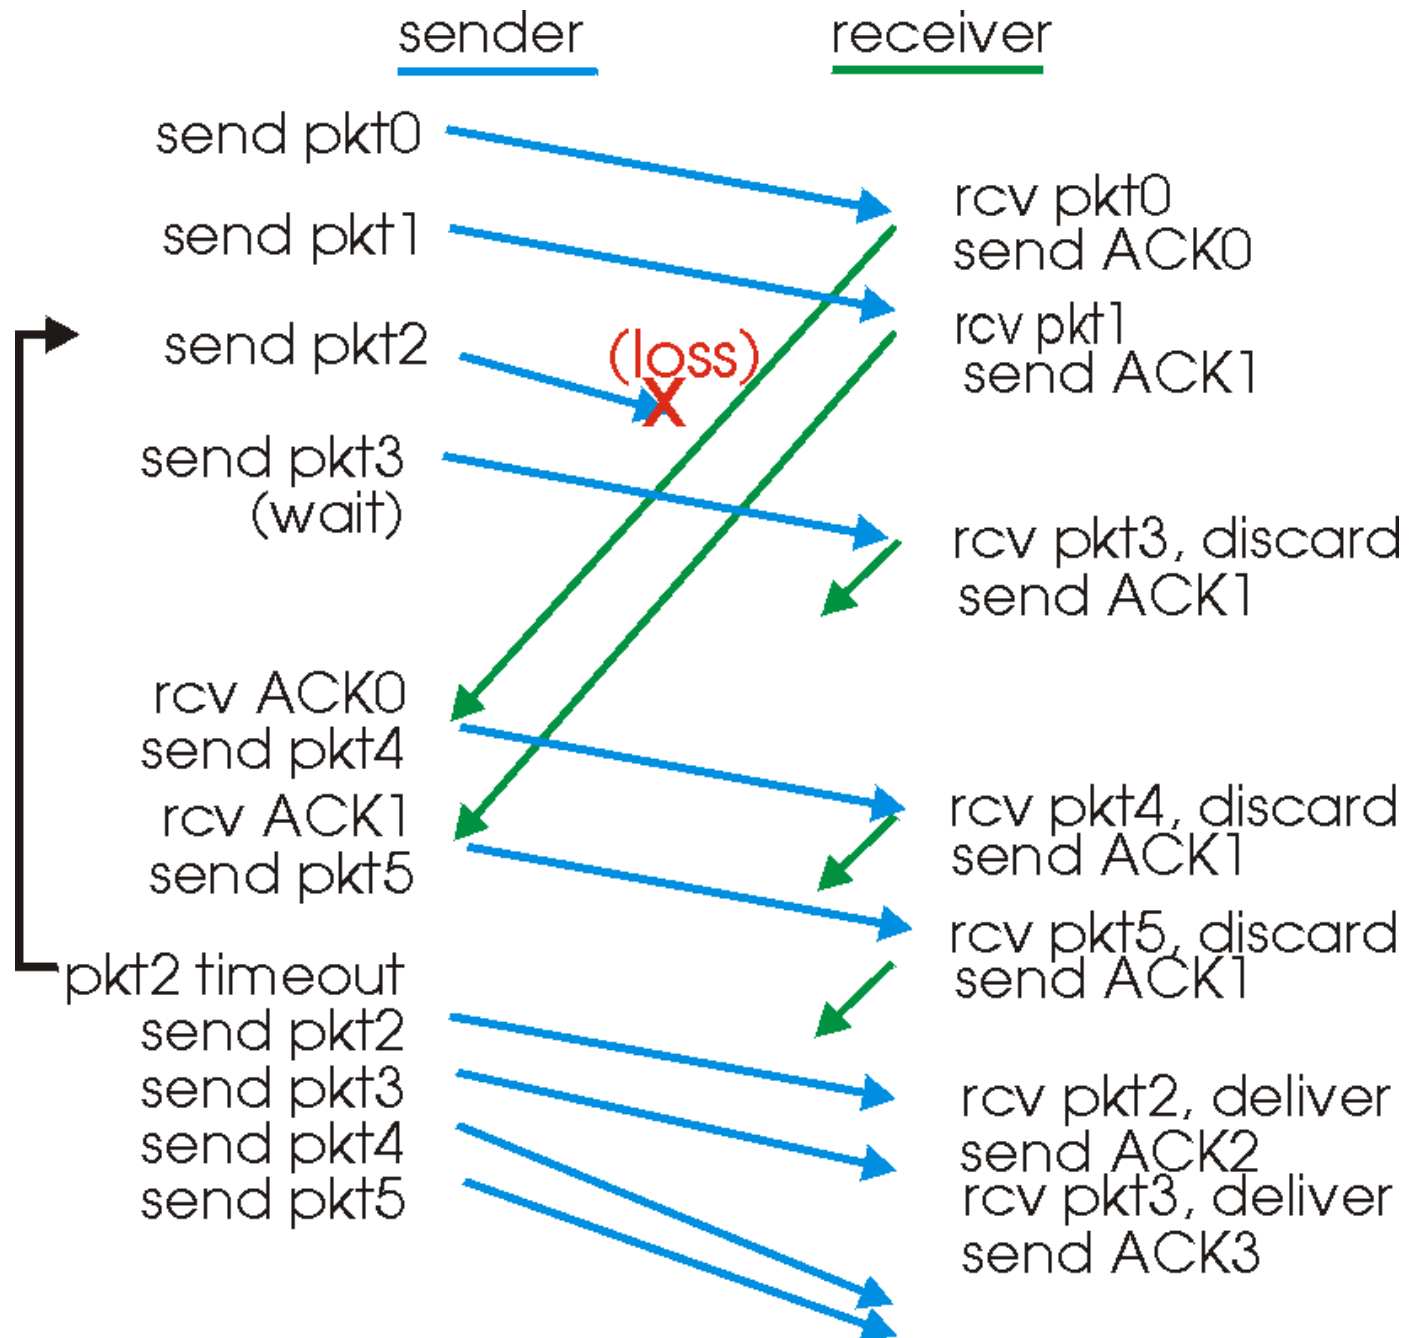 sender
receiver
send pkt0
send pkt1
send pkt2
(loss)
X
send pkt3
(wait)
rcv ACK0
send pkt4
rcv ACK1
send pkt5
pkt2 timeout
send pkt2
send pkt3
send pkt4
send pkt5
rcv pkt0
send ACK0
rcv pkt1
send ACK1
rcv pkt3, discard
send ACK1
rcv pkt4, discard
send ACK1
rcv pkt5, discard
send ACK1
rcv pkt2, deliver
send ACK2
rcv pkt3, deliver
send ACK3